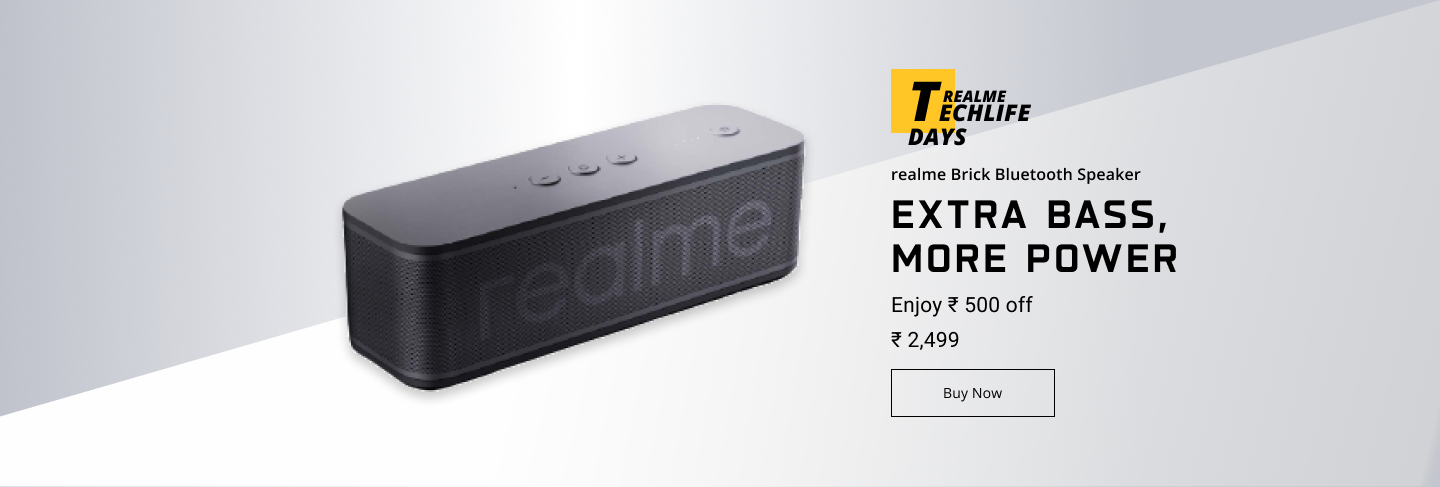 REALME
TECHLIFE
DAYS
realme Brick Bluetooth Speaker
EXTRA BASS,
MORE POWER
Enjoy ₹ 500 off
₹ 2,499
Buy Now
realme